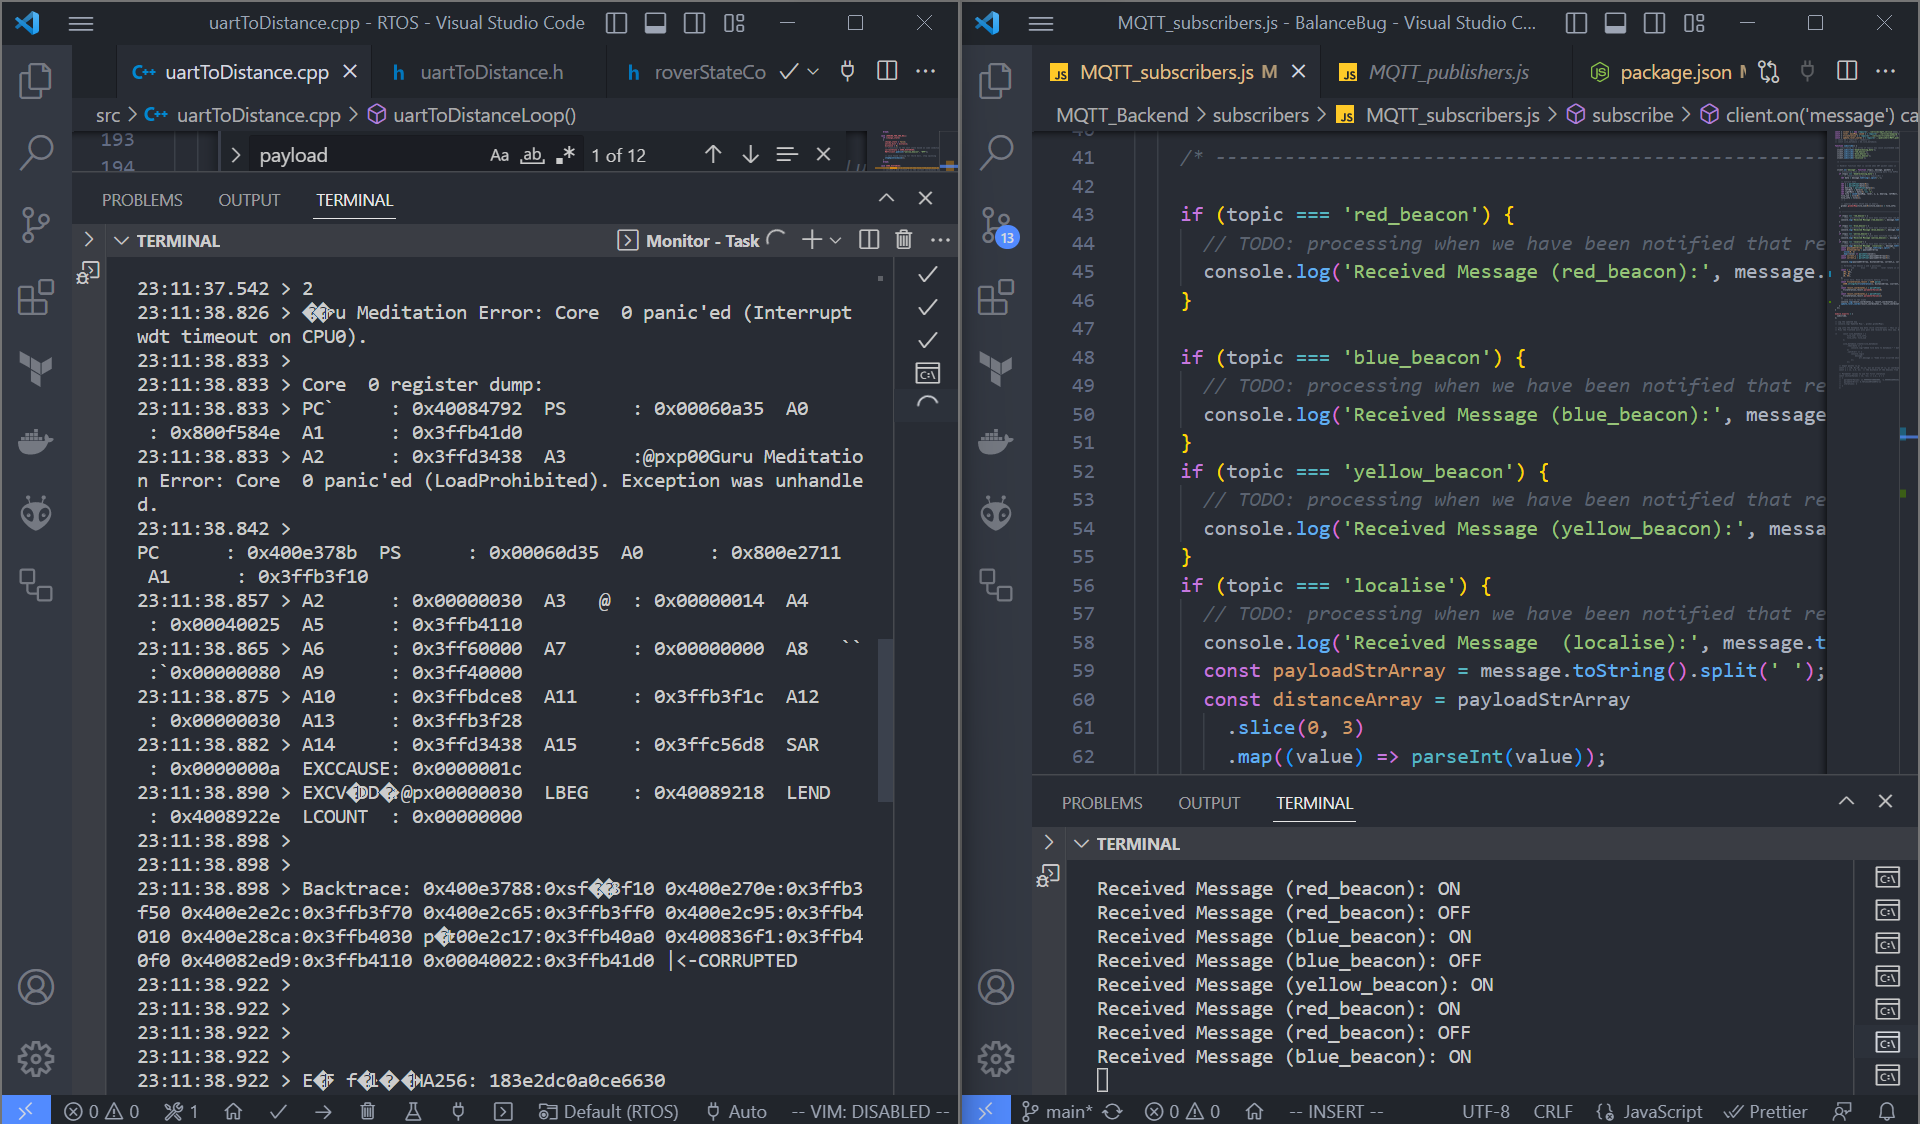 uartToDistance.cpp - RTOS - Visual Studio Code
uartToDistance.cpp
uartToDistance.h
roverStateCo
src > uartToDistance.cpp > uartToDistanceLoop()
193
194
payload
Aa ab .* 1 of 12
PROBLEMS OUTPUT TERMINAL
TERMINAL
Monitor - Task
23:11:37.542 > 2
23:11:38.826 > ��ru Meditation Error: Core  0 panic'ed (Interrupt
wdt timeout on CPU0).
23:11:38.833 >
23:11:38.833 > Core  0 register dump:
23:11:38.833 > PC`     : 0x40084792  PS      : 0x00060a35  A0
 : 0x800f584e  A1      : 0x3ffb41d0
23:11:38.833 > A2      : 0x3ffd3438  A3      :@pxp00Guru Meditatio
n Error: Core  0 panic'ed (LoadProhibited). Exception was unhandle
d.
23:11:38.842 >
PC      : 0x400e378b  PS      : 0x00060d35  A0      : 0x800e2711
 A1      : 0x3ffb3f10
23:11:38.857 > A2      : 0x00000030  A3   @  : 0x00000014  A4
 : 0x00040025  A5      : 0x3ffb4110
23:11:38.865 > A6      : 0x3ff60000  A7      : 0x00000000  A8   ``
 :`0x00000080  A9      : 0x3ff40000
23:11:38.875 > A10     : 0x3ffbdce8  A11     : 0x3ffb3f1c  A12
 : 0x00000030  A13     : 0x3ffb3f28
23:11:38.882 > A14     : 0x3ffd3438  A15     : 0x3ffc56d8  SAR
 : 0x0000000a  EXCCAUSE: 0x0000001c
23:11:38.890 > EXCV�DD�:@px00000030  LBEG    : 0x40089218  LEND
 : 0x4008922e  LCOUNT  : 0x00000000
23:11:38.898 >
23:11:38.898 >
23:11:38.898 > Backtrace: 0x400e3788:0xsf��3f10 0x400e270e:0x3ffb3
f50 0x400e2e2c:0x3ffb3f70 0x400e2c65:0x3ffb3ff0 0x400e2c95:0x3ffb4
010 0x400e28ca:0x3ffb4030 p�t00e2c17:0x3ffb40a0 0x400836f1:0x3ffb4
0f0 0x40082ed9:0x3ffb4110 0x00040022:0x3ffb41d0 |<-CORRUPTED
23:11:38.922 >
23:11:38.922 >
23:11:38.922 >
23:11:38.922 >
23:11:38.922 > E�F f�l���HA256: 183e2dc0a0ce6630
0 0 1 Default (RTOS) Auto -- VIM: DISABLED --
MQTT_subscribers.js - BalanceBug - Visual Studio C...
MQTT_subscribers.js M
MQTT_publishers.js
package.json
MQTT_Backend > subscribers > MQTT_subscribers.js > subscribe > client.on('message') ca
13
40
41 /* ----------------------------------------------------
42
43 if (topic === 'red_beacon') {
44 // TODO: processing when we have been notified that re
45 console.log('Received Message (red_beacon):', message.
46 }
47
48 if (topic === 'blue_beacon') {
49 // TODO: processing when we have been notified that re
50 console.log('Received Message (blue_beacon):', message
51 }
52 if (topic === 'yellow_beacon') {
53 // TODO: processing when we have been notified that re
54 console.log('Received Message (yellow_beacon):', messa
55 }
56 if (topic === 'localise') {
57 // TODO: processing when we have been notified that re
58 console.log('Received Message  (localise):', message.t
59 const payloadStrArray = message.toString().split(' ');
60 const distanceArray = payloadStrArray
61 .slice(0, 3)
62 .map((value) => parseInt(value));
PROBLEMS OUTPUT TERMINAL
TERMINAL
Received Message (red_beacon): ON
Received Message (red_beacon): OFF
Received Message (blue_beacon): ON
Received Message (blue_beacon): OFF
Received Message (yellow_beacon): ON
Received Message (red_beacon): ON
Received Message (red_beacon): OFF
Received Message (blue_beacon): ON
main* 0 0 -- INSERT -- UTF-8 CRLF JavaScript Prettier